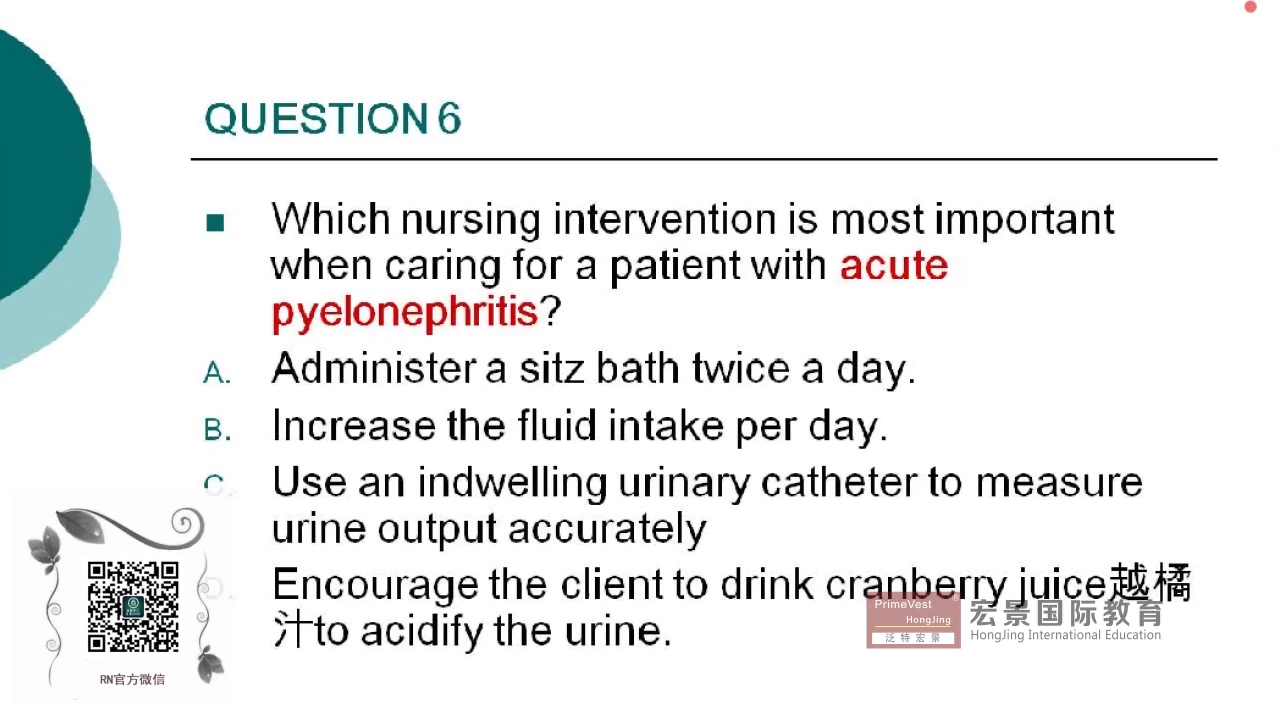 QUESTION 6
Which nursing intervention is most important
when caring for a patient with acute
pyelonephritis?
A. Administer a sitz bath twice a day.
B. Increase the fluid intake per day.
C. Use an indwelling urinary catheter to measure
urine output accurately
D. Encourage the client to drink cranberry juice越橘
汁to acidify the urine.
PrimeVest
HongJing
泛特宏景
宏景国际教育
HongJing International Education
RN官方微信